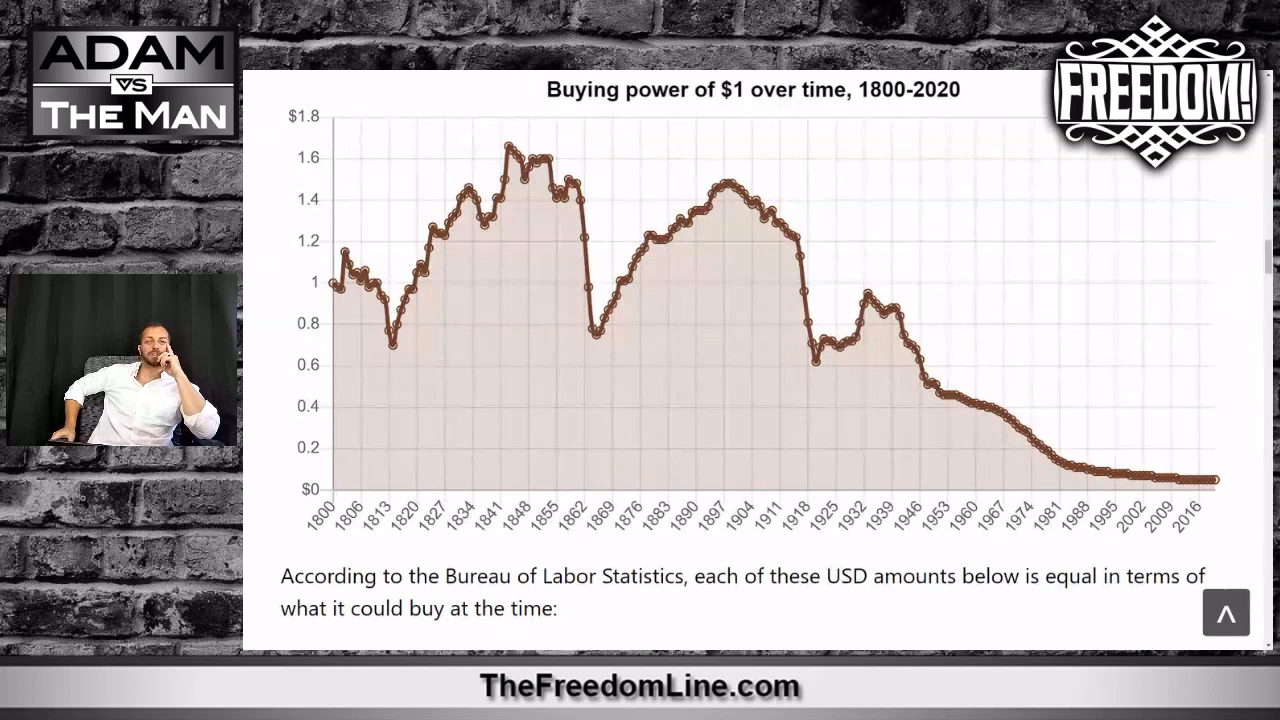 ADAM
VS
THE MAN
FREEDOM!
Buying power of $1 over time, 1800-2020
$1.8
1.6
1.4
1.2
1
0.8
0.6
0.4
0.2
$0
1800 1806 1813 1820 1827 1834 1841 1848 1855 1862 1869 1876 1883 1890 1897 1904 1911 1918 1925 1932 1939 1946 1953 1960 1967 1974 1981 1988 1995 2002 2009 2016
According to the Bureau of Labor Statistics, each of these USD amounts below is equal in terms of
what it could buy at the time:
TheFreedomLine.com